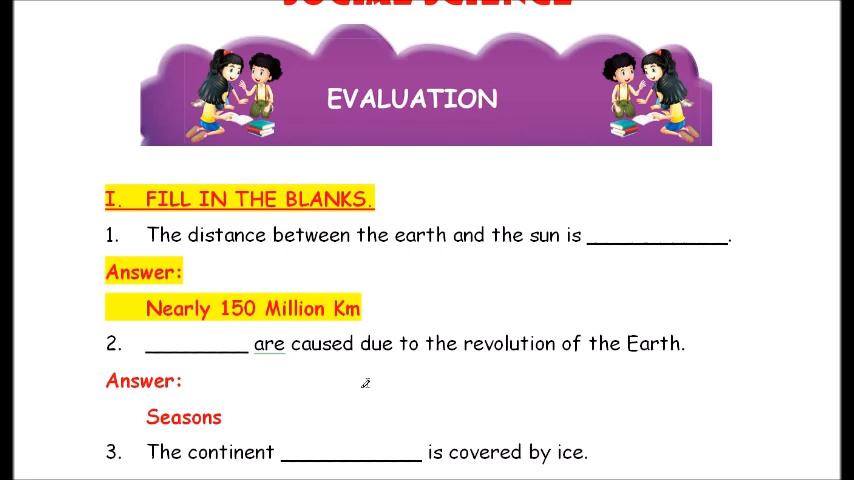 SOCIAL SCIENCE
EVALUATION
I. FILL IN THE BLANKS.
1. The distance between the earth and the sun is ____________.
Answer:
Nearly 150 Million Km
2. _________ are caused due to the revolution of the Earth.
Answer:
Seasons
3. The continent ____________ is covered by ice.